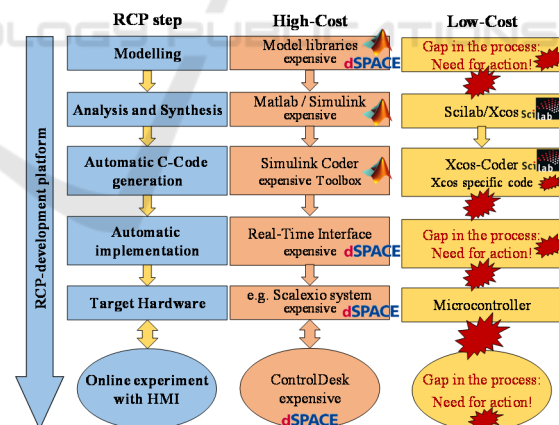 RCP step
High-Cost
Low-Cost
RCP-development platform
Modelling
Model libraries
expensive
dSPACE
Gap in the process:
Need for action!
Analysis and Synthesis
Matlab / Simulink
expensive
Scilab/Xcos
Scilab
Automatic C-Code
generation
Simulink Coder
expensive Toolbox
Xcos-Coder
Scilab
Xcos specific code
Automatic
implementation
Real-Time Interface
expensive
dSPACE
Gap in the process:
Need for action!
Target Hardware
e.g. Scalexio system
expensive
dSPACE
Microcontroller
Online experiment
with HMI
ControlDesk
expensive
dSPACE
Gap in the process:
Need for action!